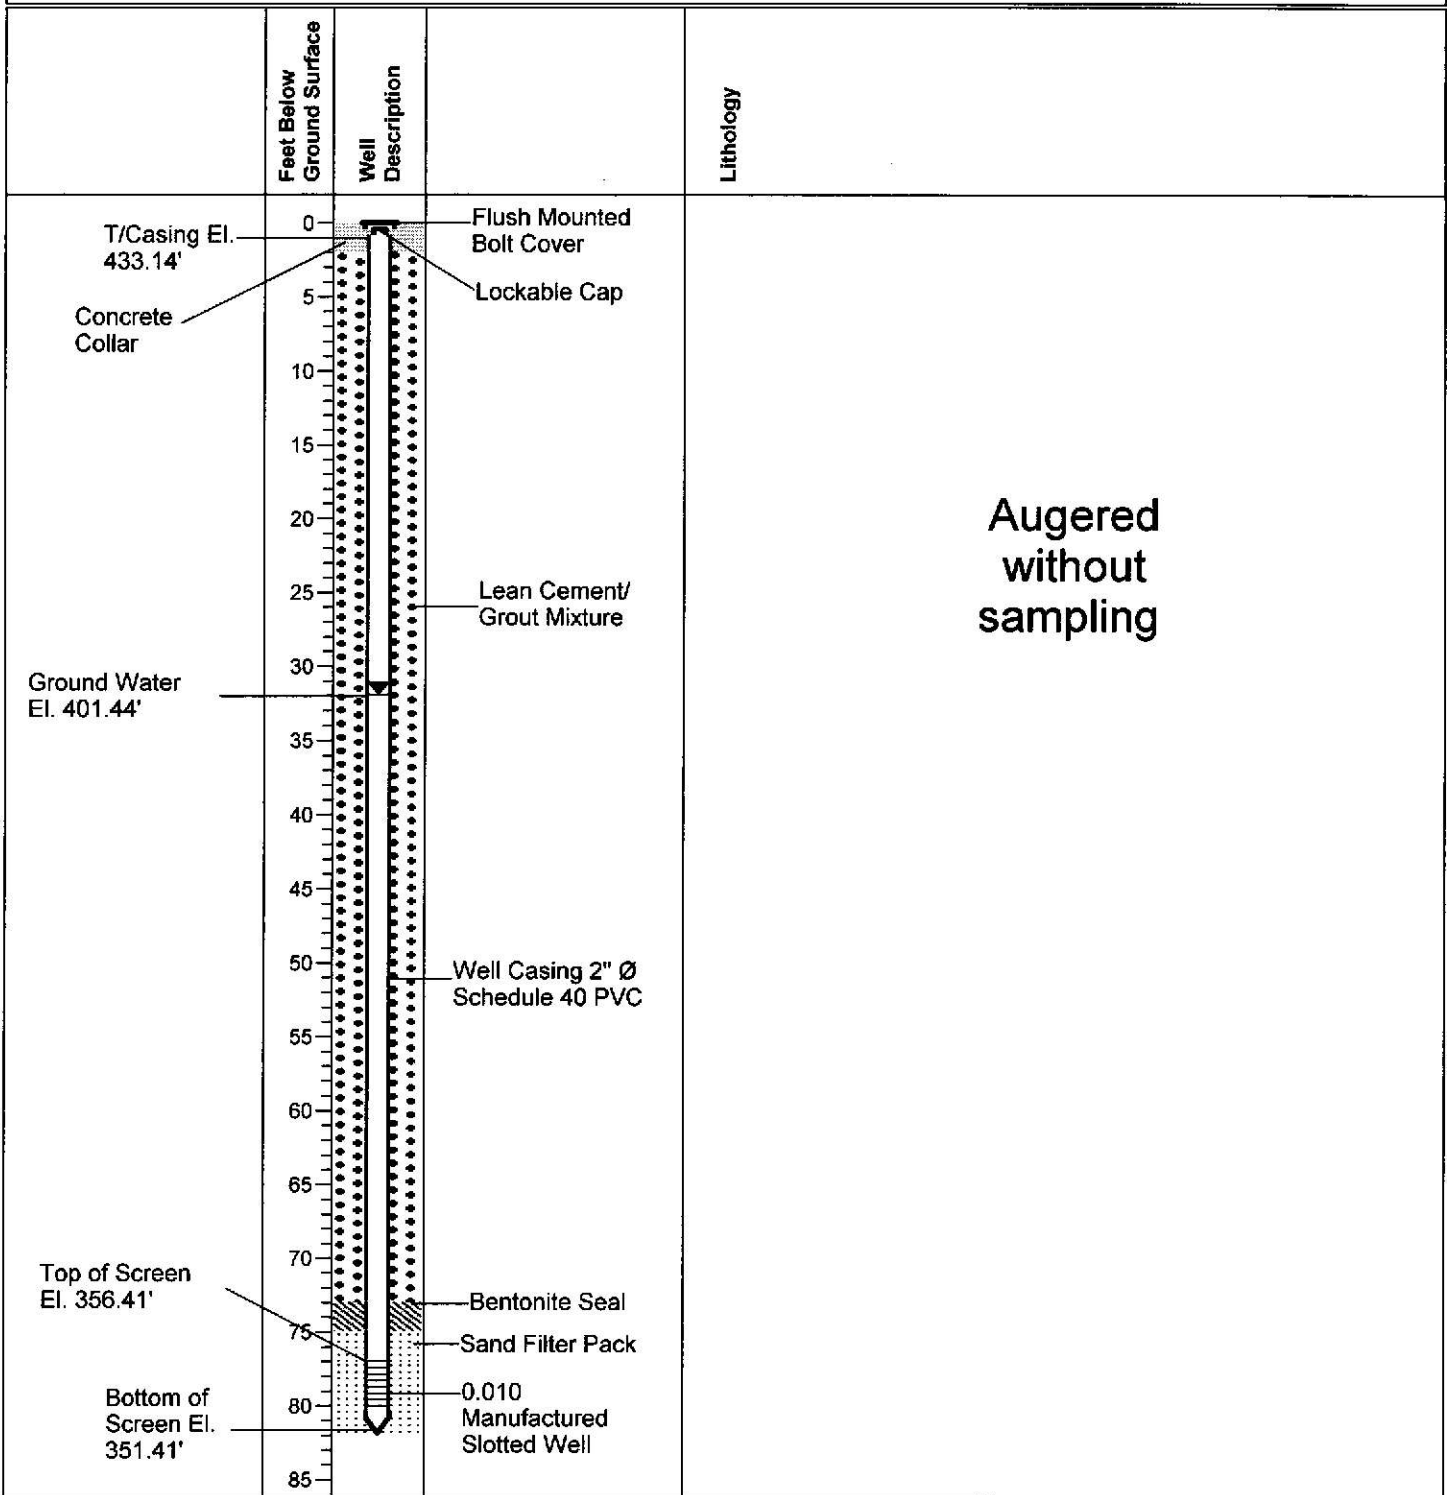 Feet Below
Ground Surface
Well
Description
Lithology
0
T/Casing El.
433.14'
Flush Mounted
Bolt Cover
Lockable Cap
5
Concrete
Collar
10
15
20
Augered
without
sampling
25
Lean Cement/
Grout Mixture
30
Ground Water
El. 401.44'
35
40
45
50
Well Casing 2" Ø
Schedule 40 PVC
55
60
65
70
Top of Screen
El. 356.41'
Bentonite Seal
75
Sand Filter Pack
80
Bottom of
Screen El.
351.41'
0.010
Manufactured
Slotted Well
85